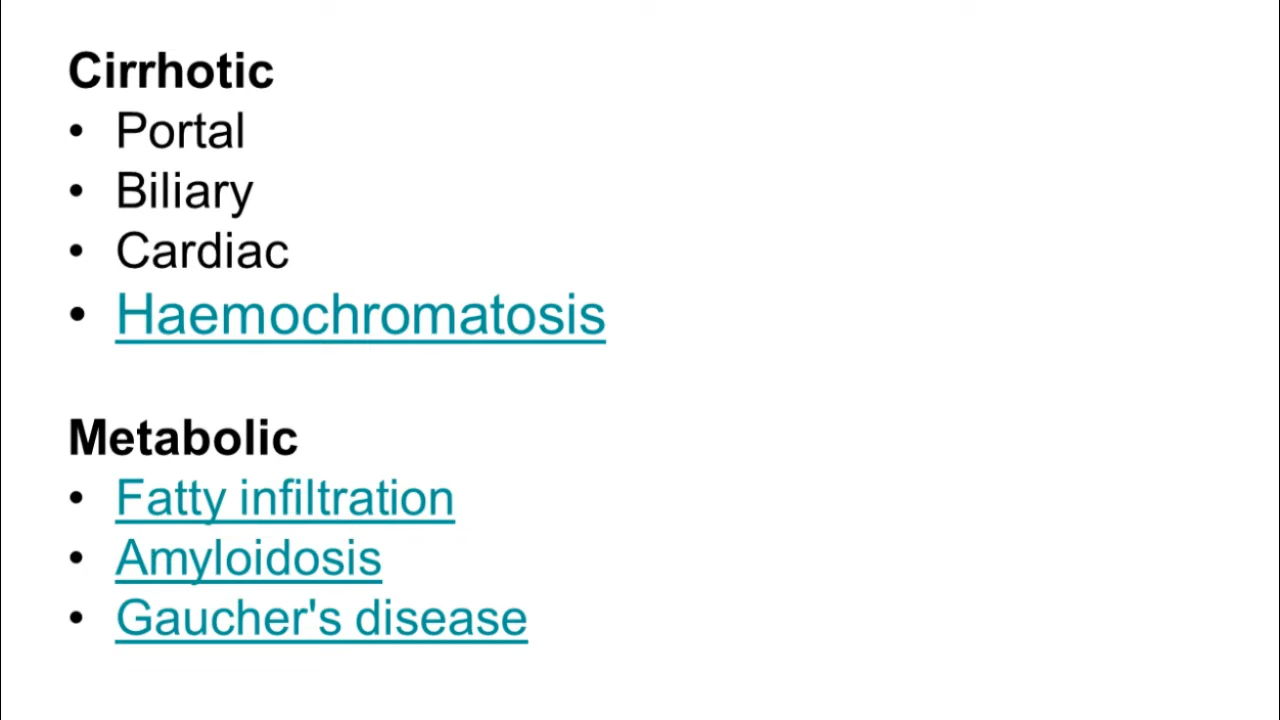 Cirrhotic
• Portal
• Biliary
• Cardiac
• Haemochromatosis
Metabolic
• Fatty infiltration
• Amyloidosis
• Gaucher's disease